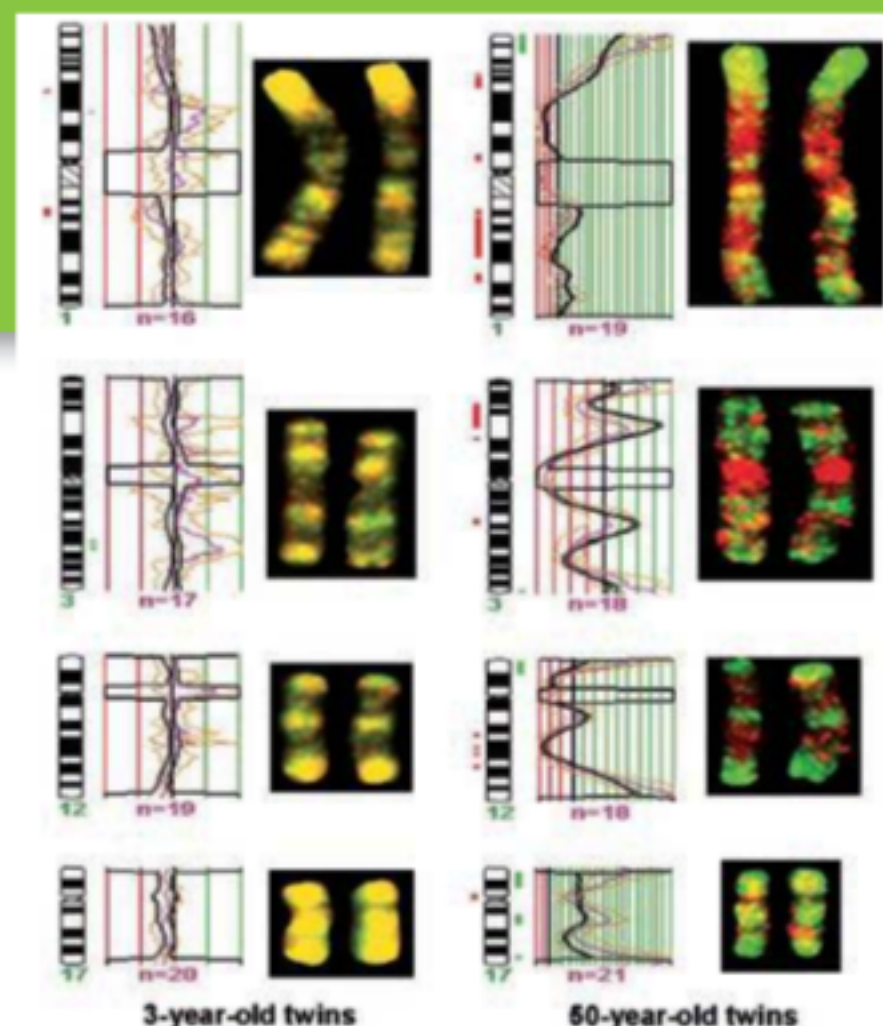 1 n=16
1 n=19
3 n=17
3 n=18
12 n=19
12 n=18
17 n=20
17 n=21
3-year-old twins
50-year-old twins